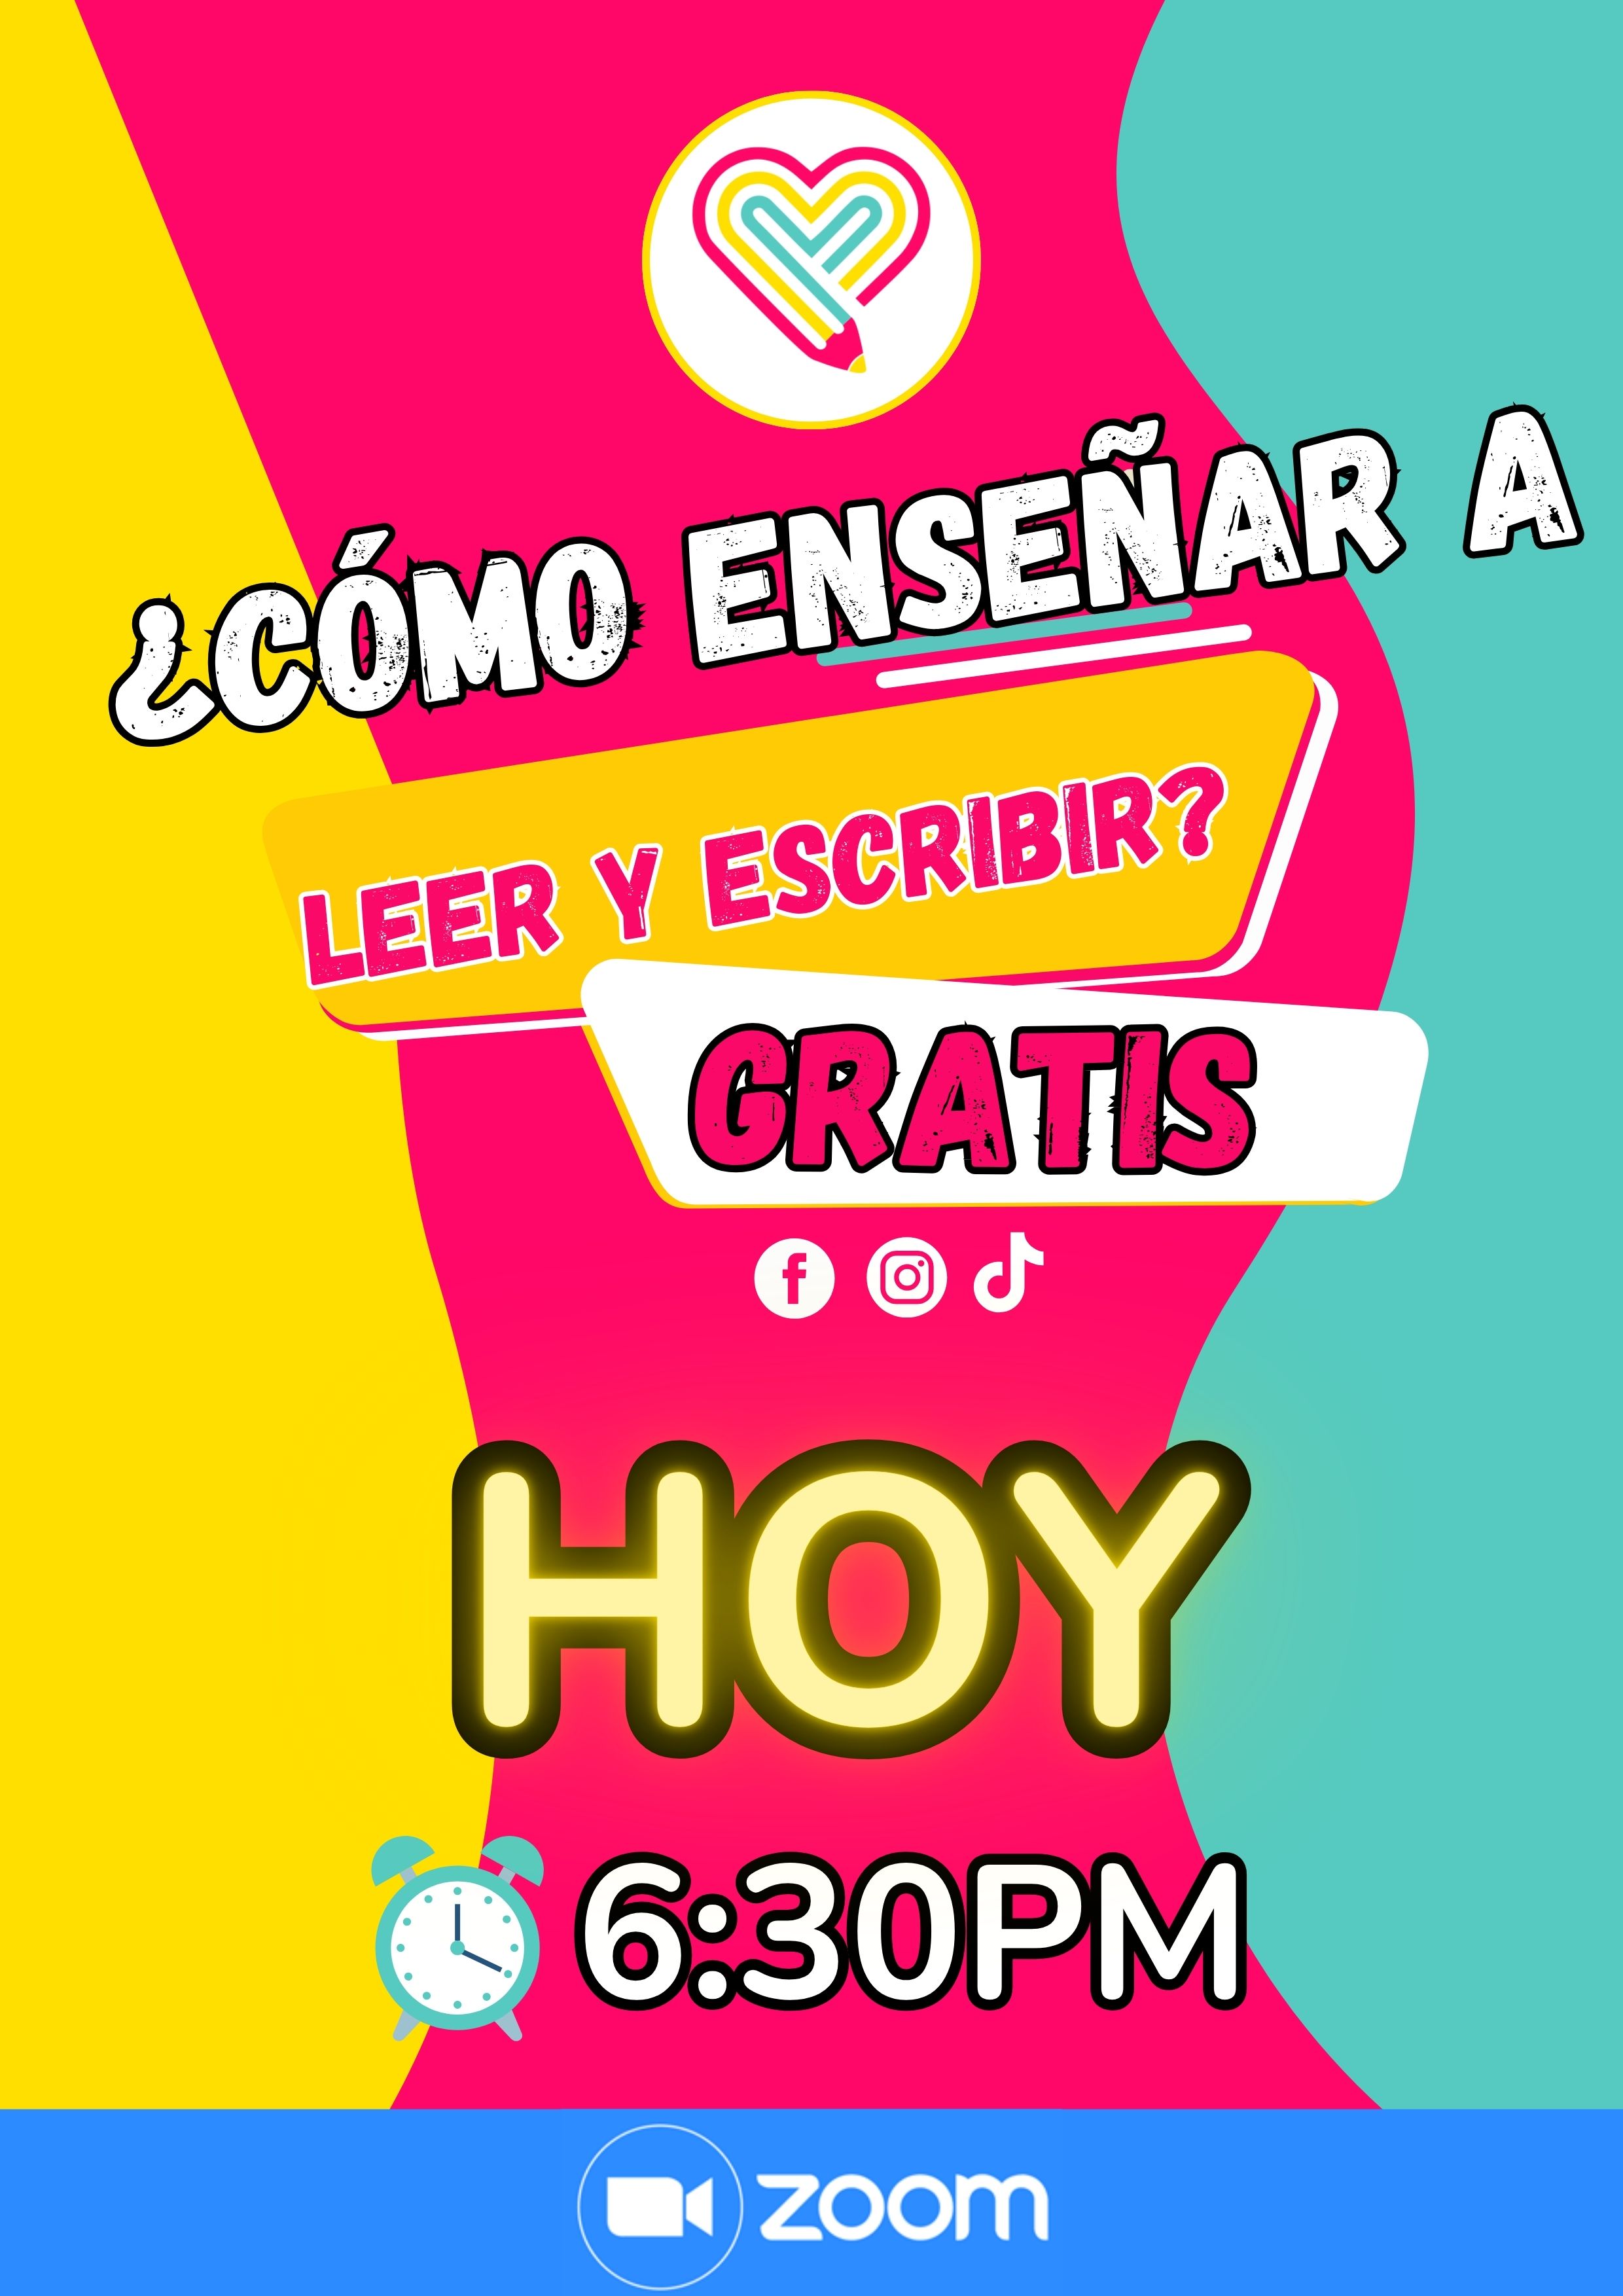 ¿CÓMO ENSEÑAR A
LEER Y ESCRIBIR?
GRATIS
HOY
6:30PM
zoom